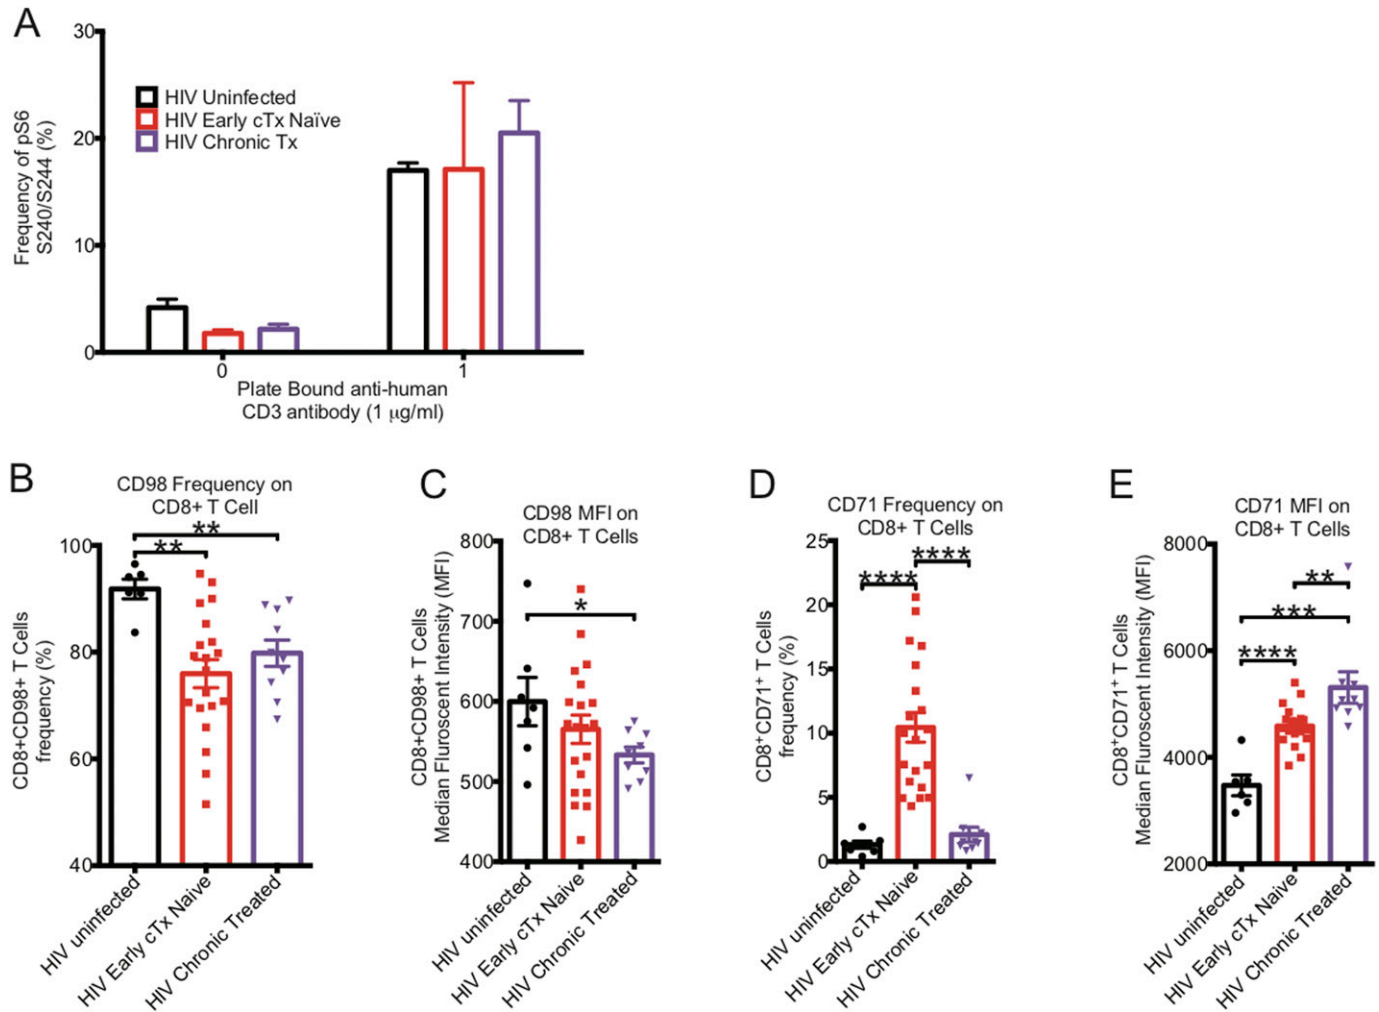 A
30
20
10
0
Frequency of pS6
S240/S244 (%)
HIV Uninfected
HIV Early cTx Naïve
HIV Chronic Tx
0
1
Plate Bound anti-human
CD3 antibody (1 µg/ml)
B
CD98 Frequency on
CD8+ T Cell
**
**
100
80
60
40
CD8+CD98+ T Cells
frequency (%)
HIV uninfected
HIV Early cTx Naive
HIV Chronic Treated
C
CD98 MFI on
CD8+ T Cells
*
800
700
600
500
400
CD8+CD98+ T Cells
Median Fluroscent Intensity (MFI)
HIV uninfected
HIV Early cTx Naive
HIV Chronic Treated
D
CD71 Frequency on
CD8+ T Cells
****
****
25
20
15
10
5
0
CD8⁺CD71⁺ T Cells
frequency (%)
HIV uninfected
HIV Early cTx Naive
HIV Chronic Treated
E
CD71 MFI on
CD8+ T Cells
**
***
****
8000
6000
4000
2000
CD8⁺CD71⁺ T Cells
Median Fluroscent Intensity (MFI)
HIV uninfected
HIV Early cTx Naive
HIV Chronic Treated